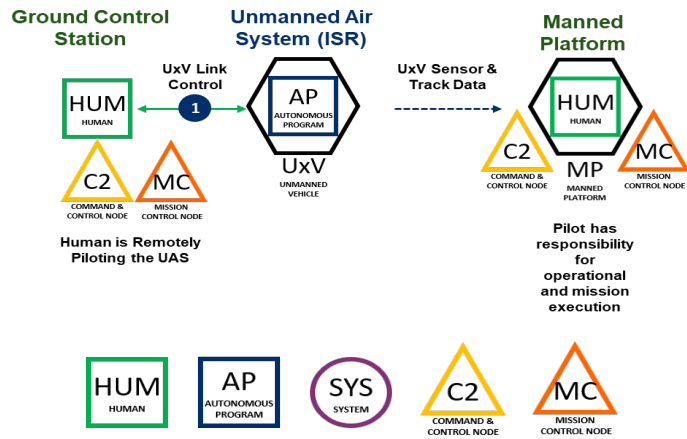 Ground Control
Station
Unmanned Air
System (ISR)
Manned
Platform
UxV Link
Control
UxV Sensor &
Track Data
HUM
HUMAN
1
AP
AUTONOMOUS
PROGRAM
UxV
UNMANNED
VEHICLE
HUM
HUMAN
C2
COMMAND &
CONTROL NODE
MC
MISSION
CONTROL NODE
C2
COMMAND &
CONTROL NODE
MP
MANNED
PLATFORM
MC
MISSION
CONTROL NODE
Human is Remotely
Piloting the UAS
Pilot has
responsibility
for
operational
and mission
execution
HUM
HUMAN
AP
AUTONOMOUS
PROGRAM
SYS
SYSTEM
C2
COMMAND &
CONTROL NODE
MC
MISSION
CONTROL NODE